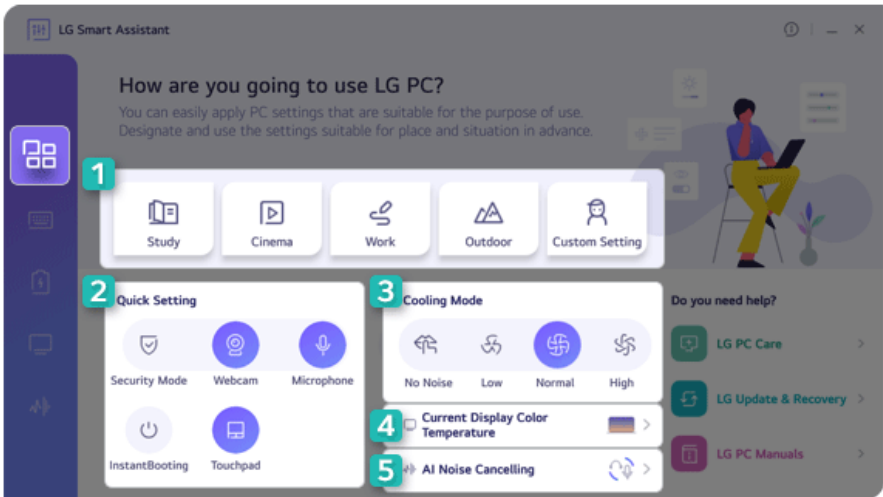 LG Smart Assistant
How are you going to use LG PC?
You can easily apply PC settings that are suitable for the purpose of use.
Designate and use the settings suitable for place and situation in advance.
1
Study
Cinema
Work
Outdoor
Custom Setting
2
Quick Setting
Security Mode
Webcam
Microphone
InstantBooting
Touchpad
3
Cooling Mode
No Noise
Low
Normal
High
4
Current Display Color
Temperature
5
AI Noise Cancelling
Do you need help?
LG PC Care
LG Update & Recovery
LG PC Manuals